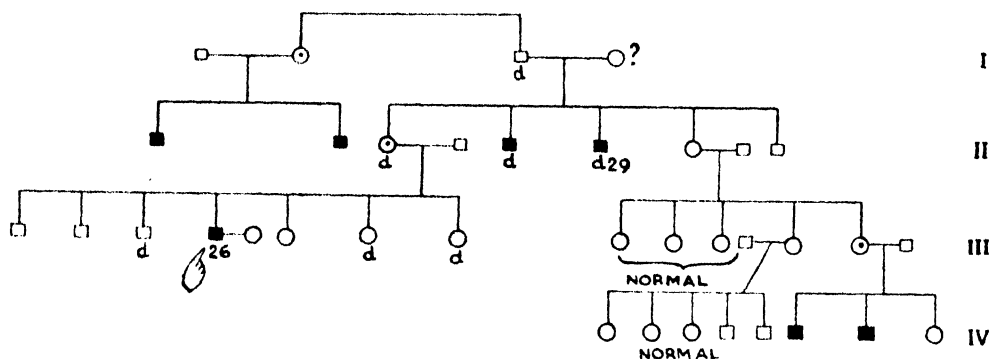 ? I
d
d d d29 II
d 26 d d III
NORMAL
NORMAL IV